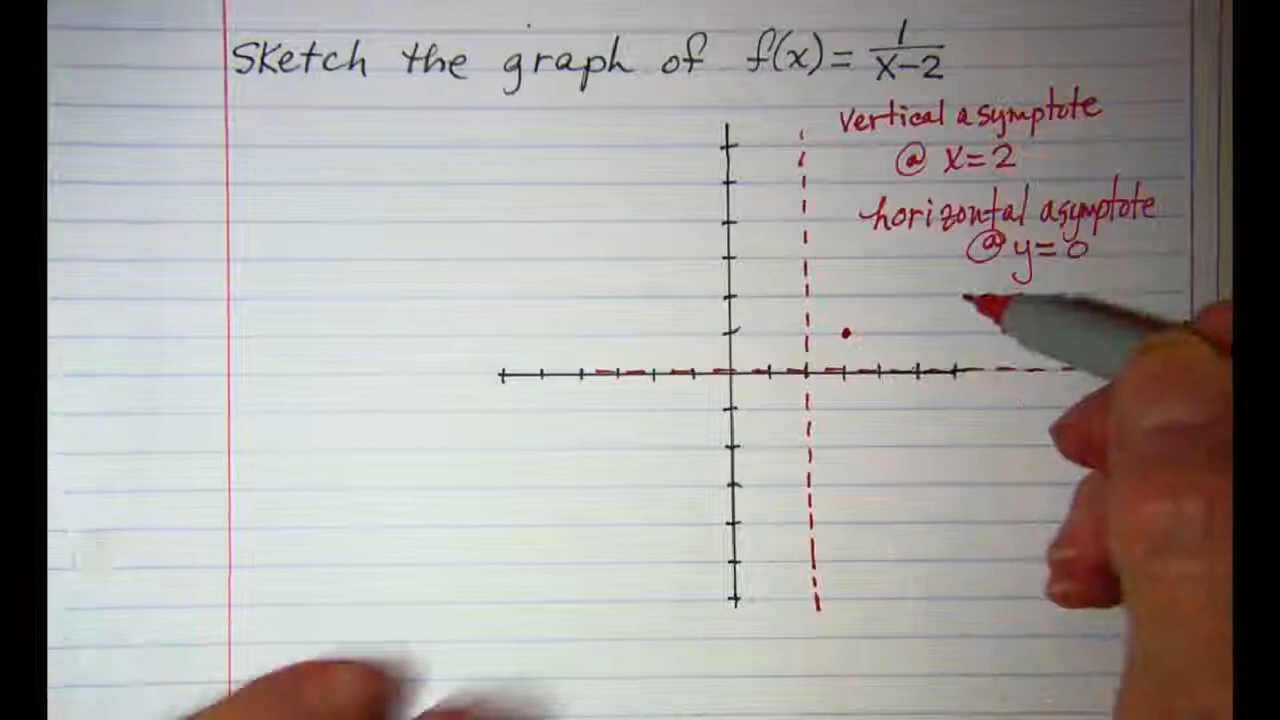 Sketch the graph of f(x) = 1/(x-2)
vertical asymptote
@ x=2
horizontal asymptote
@ y=0